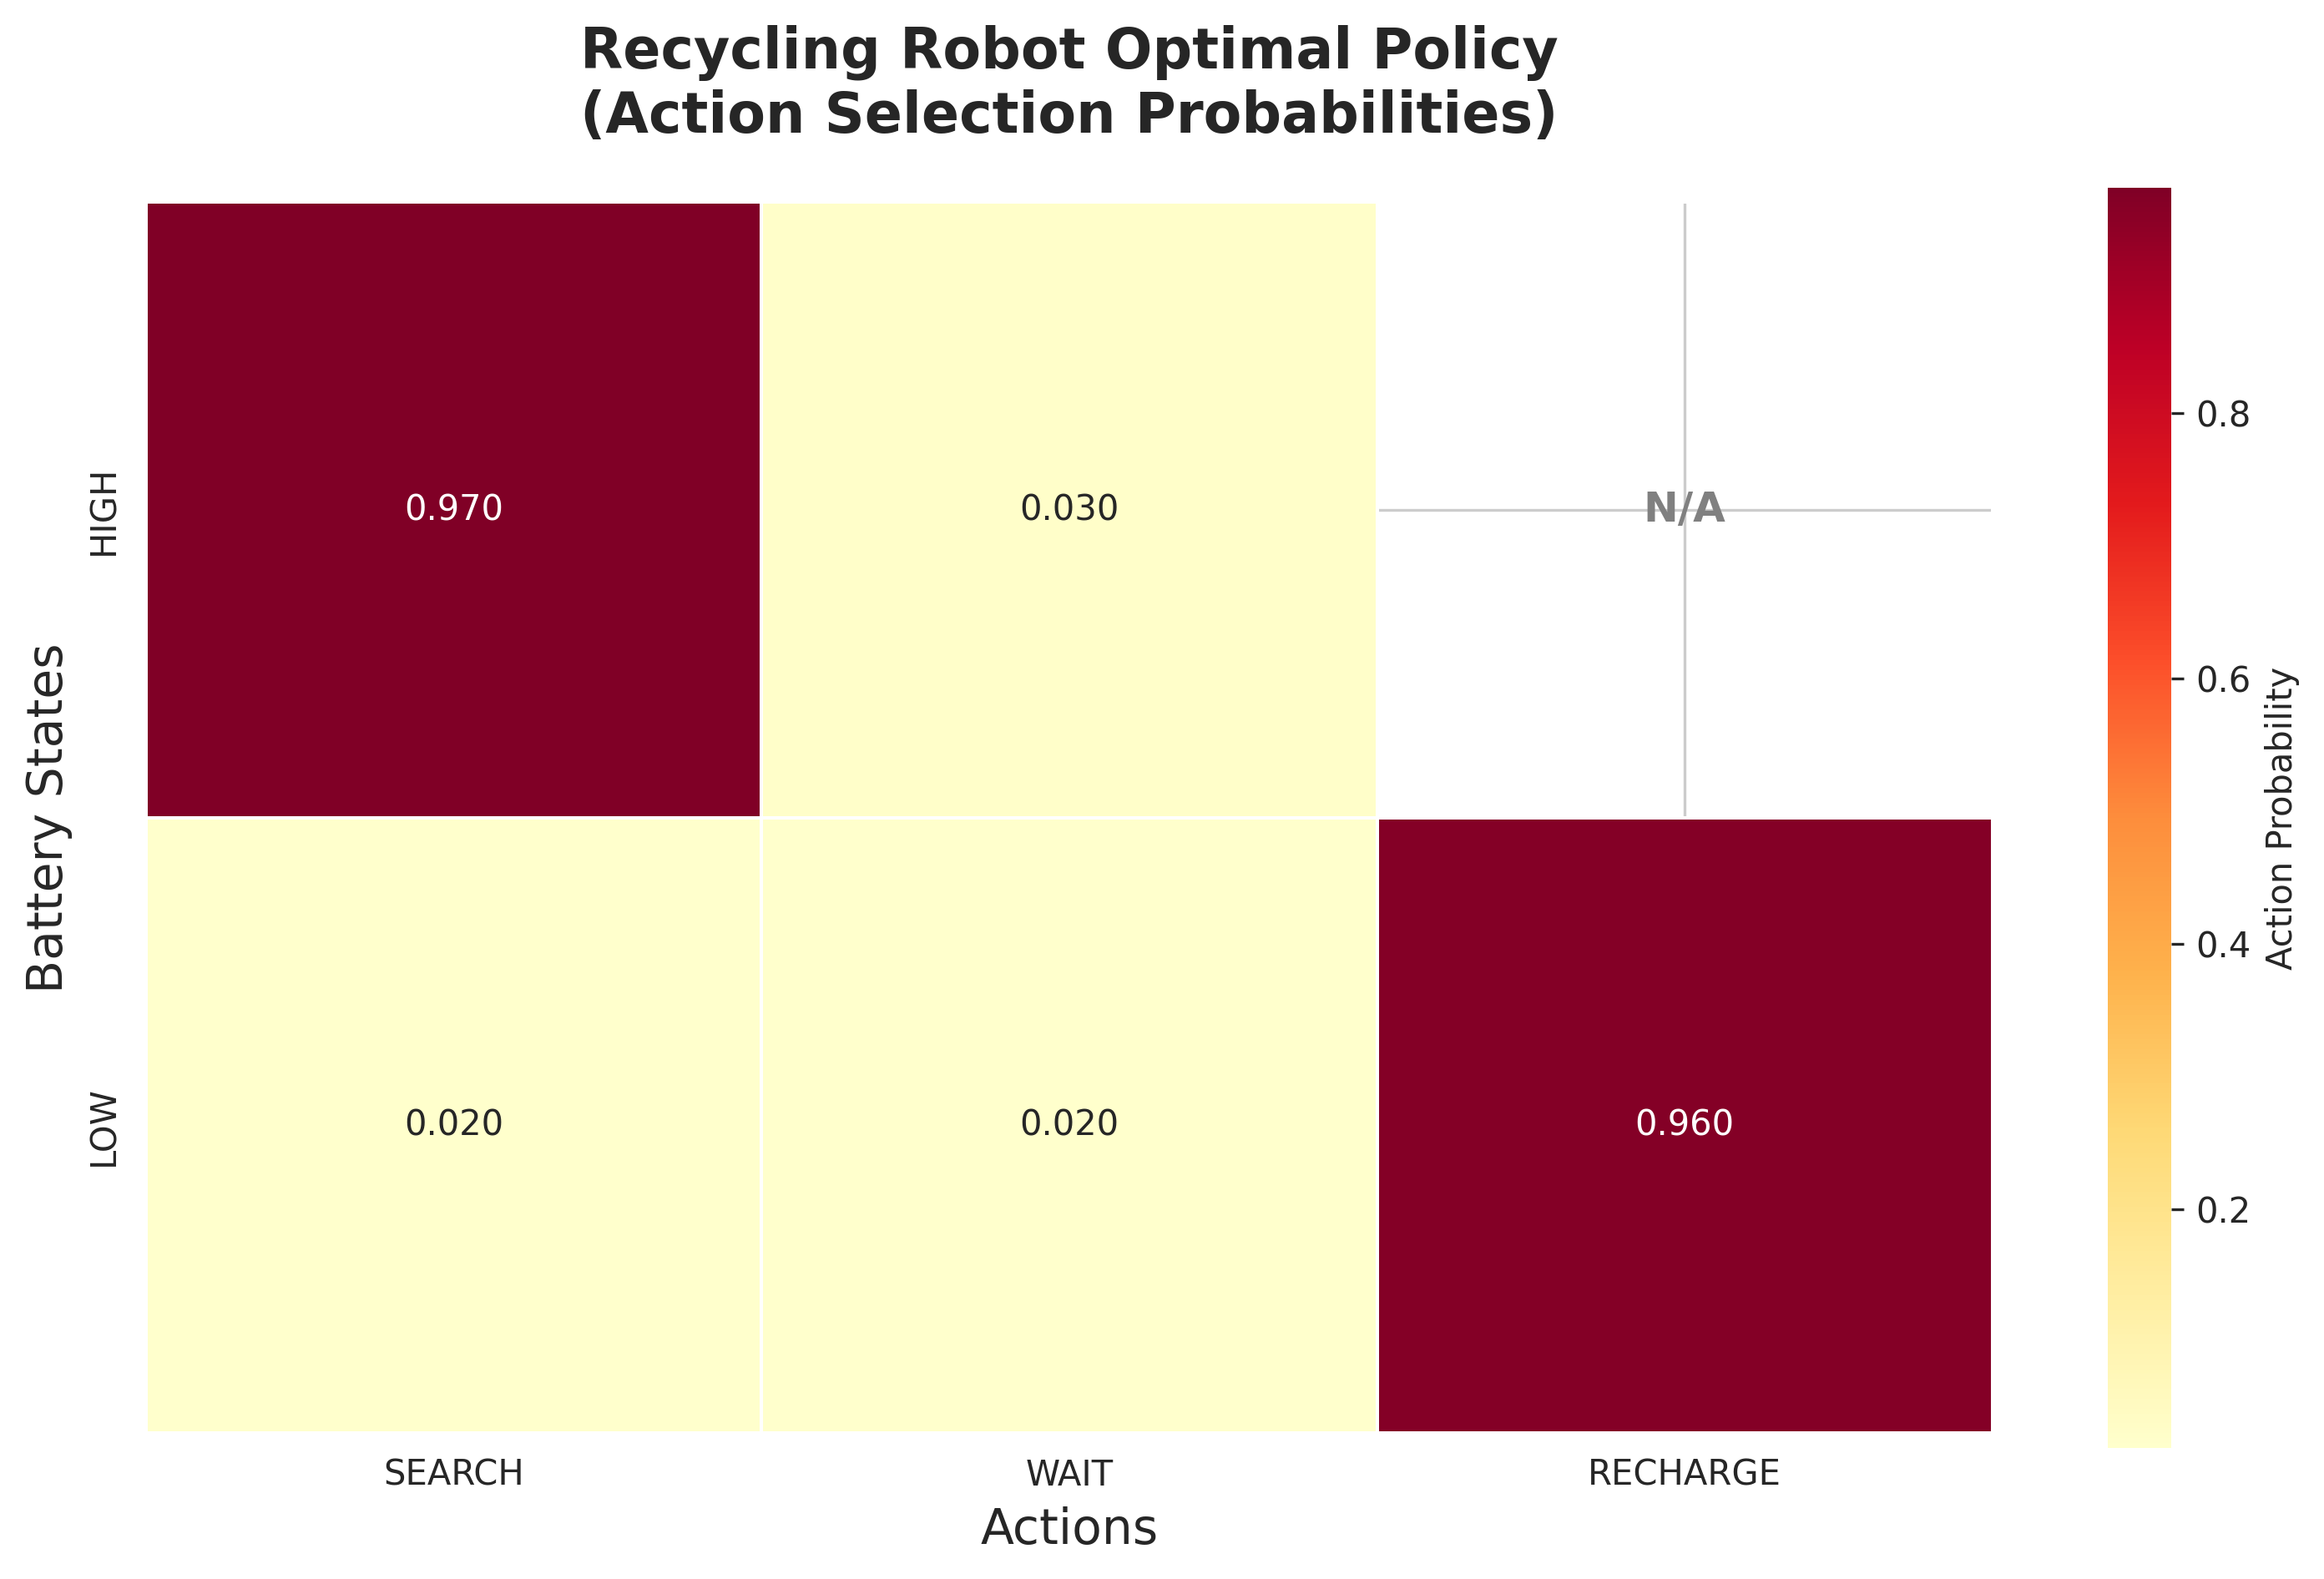 Recycling Robot Optimal Policy
(Action Selection Probabilities)
Battery States
HIGH
0.970
0.030
N/A
LOW
0.020
0.020
0.960
SEARCH
WAIT
RECHARGE
Actions
0.8
0.6
0.4
0.2
Action Probability